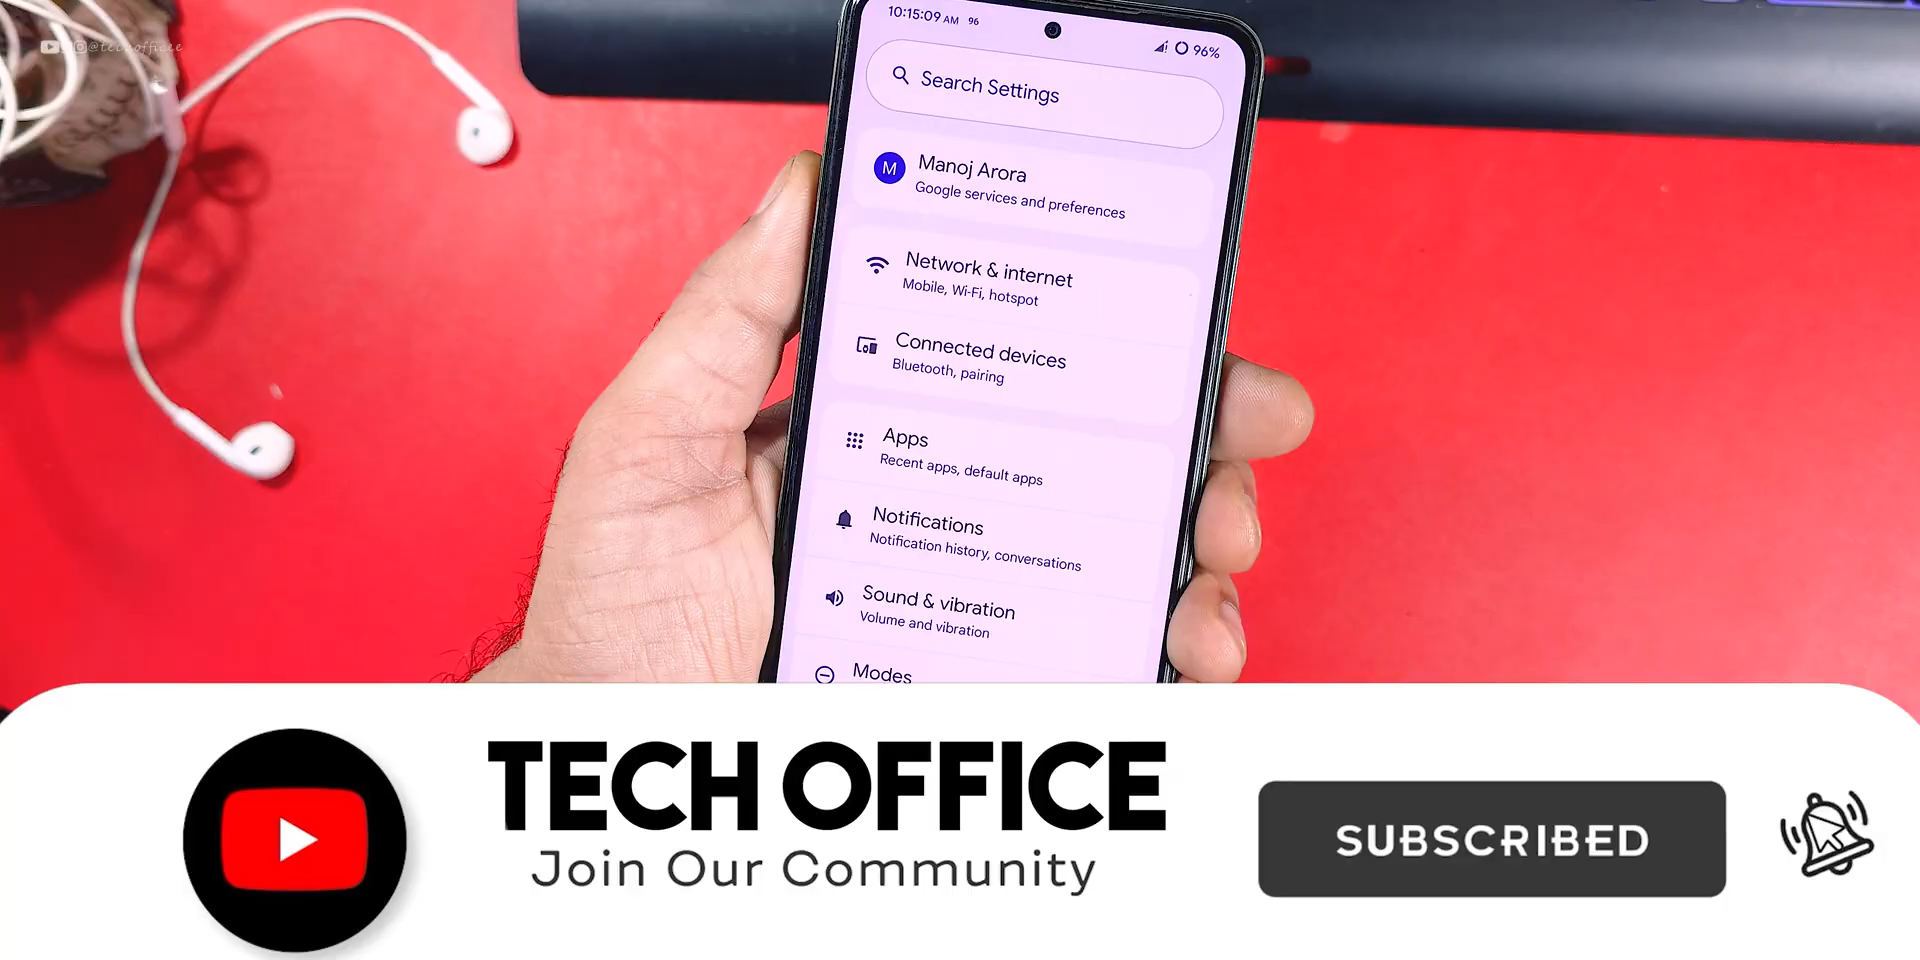 @techofficee
10:15:09 AM 96
96%
Search Settings
M
Manoj Arora
Google services and preferences
Network & internet
Mobile, Wi-Fi, hotspot
Connected devices
Bluetooth, pairing
Apps
Recent apps, default apps
Notifications
Notification history, conversations
Sound & vibration
Volume and vibration
Modes
TECH OFFICE
Join Our Community
SUBSCRIBED